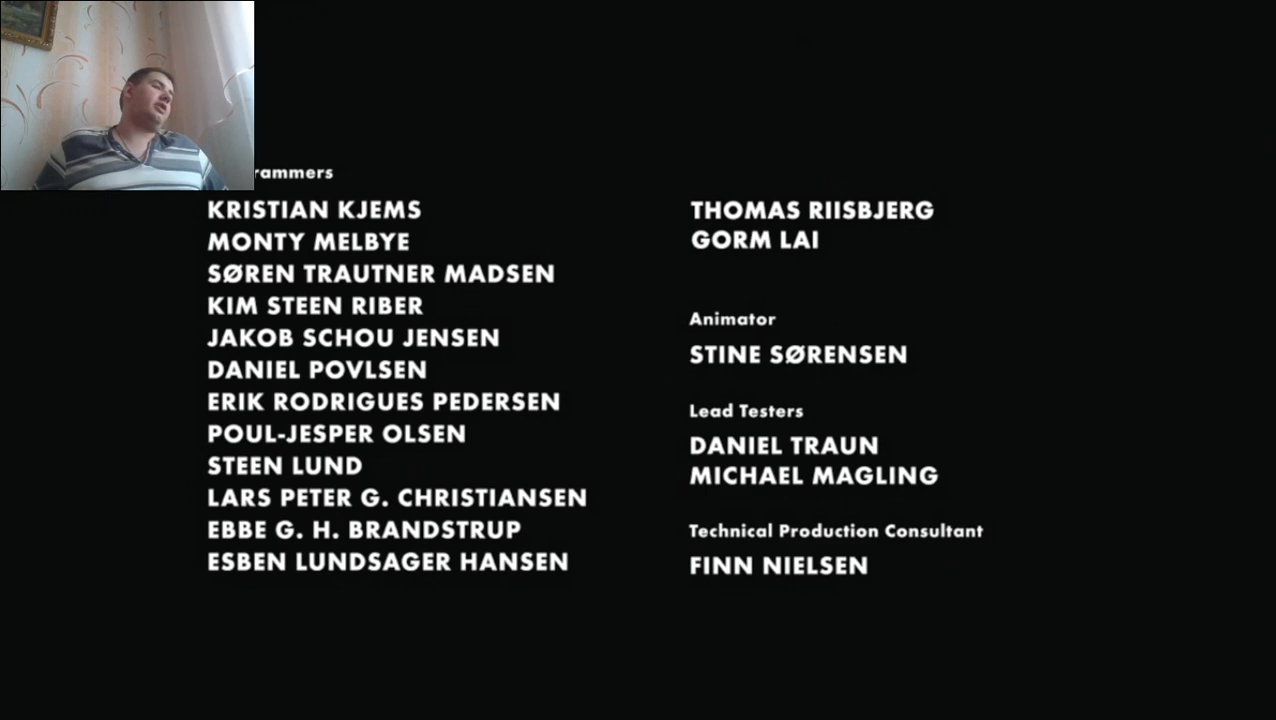 rammers
KRISTIAN KJEMS
MONTY MELBYE
SØREN TRAUTNER MADSEN
KIM STEEN RIBER
JAKOB SCHOU JENSEN
DANIEL POVLSEN
ERIK RODRIGUES PEDERSEN
POUL-JESPER OLSEN
STEEN LUND
LARS PETER G. CHRISTIANSEN
EBBE G. H. BRANDSTRUP
ESBEN LUNDSAGER HANSEN
THOMAS RIISBJERG
GORM LAI
Animator
STINE SØRENSEN
Lead Testers
DANIEL TRAUN
MICHAEL MAGLING
Technical Production Consultant
FINN NIELSEN